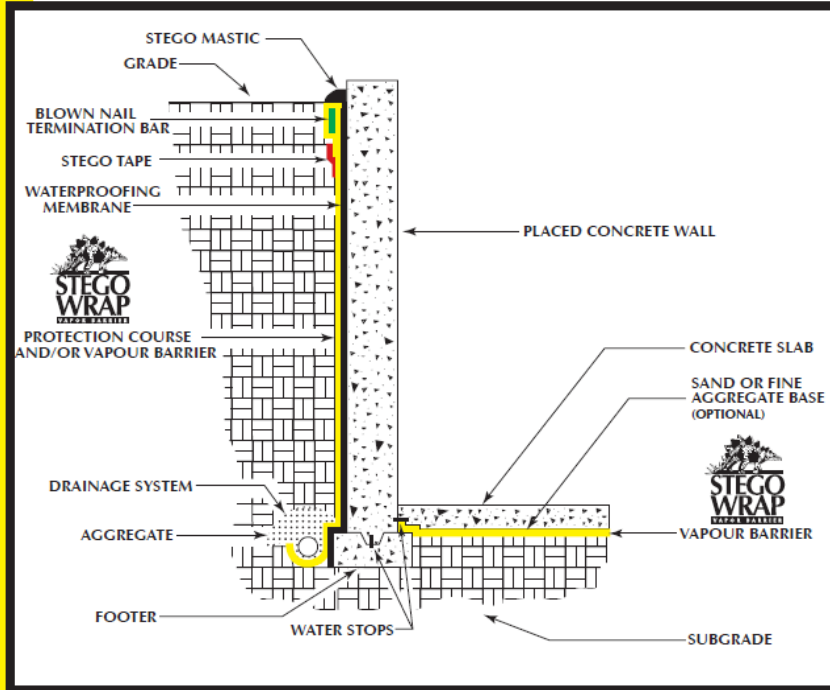 STEGO MASTIC
GRADE
BLOWN NAIL
TERMINATION BAR
STEGO TAPE
WATERPROOFING
MEMBRANE
PLACED CONCRETE WALL
STEGO
WRAP
VAPOR BARRIER
PROTECTION COURSE
AND/OR VAPOUR BARRIER
CONCRETE SLAB
SAND OR FINE
AGGREGATE BASE
(OPTIONAL)
STEGO
WRAP
VAPOR BARRIER
DRAINAGE SYSTEM
AGGREGATE
VAPOUR BARRIER
FOOTER
WATER STOPS
SUBGRADE